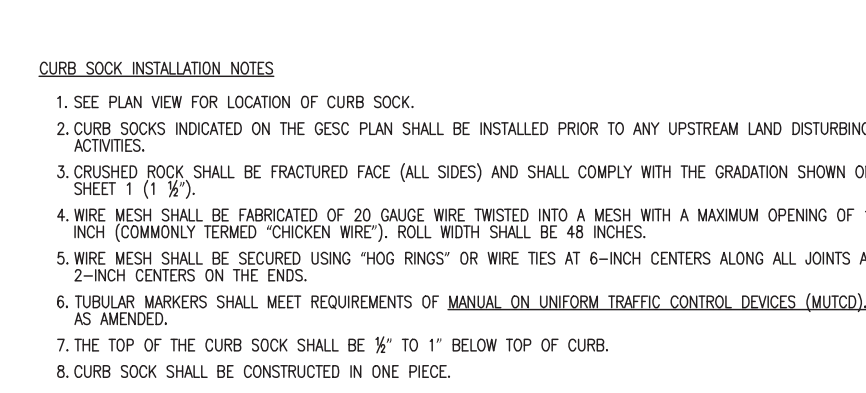 CURB SOCK INSTALLATION NOTES
1. SEE PLAN VIEW FOR LOCATION OF CURB SOCK.
2. CURB SOCKS INDICATED ON THE GESC PLAN SHALL BE INSTALLED PRIOR TO ANY UPSTREAM LAND DISTURBING
ACTIVITIES.
3. CRUSHED ROCK SHALL BE FRACTURED FACE (ALL SIDES) AND SHALL COMPLY WITH THE GRADATION SHOWN
SHEET 1 (1 ½").
4. WIRE MESH SHALL BE FABRICATED OF 20 GAUGE WIRE TWISTED INTO A MESH WITH A MAXIMUM OPENING OF
INCH (COMMONLY TERMED "CHICKEN WIRE"). ROLL WIDTH SHALL BE 48 INCHES.
5. WIRE MESH SHALL BE SECURED USING "HOG RINGS" OR WIRE TIES AT 6-INCH CENTERS ALONG ALL JOINTS
2-INCH CENTERS ON THE ENDS.
6. TUBULAR MARKERS SHALL MEET REQUIREMENTS OF MANUAL ON UNIFORM TRAFFIC CONTROL DEVICES (MUTCD),
AS AMENDED.
7. THE TOP OF THE CURB SOCK SHALL BE ½" TO 1" BELOW TOP OF CURB.
8. CURB SOCK SHALL BE CONSTRUCTED IN ONE PIECE.